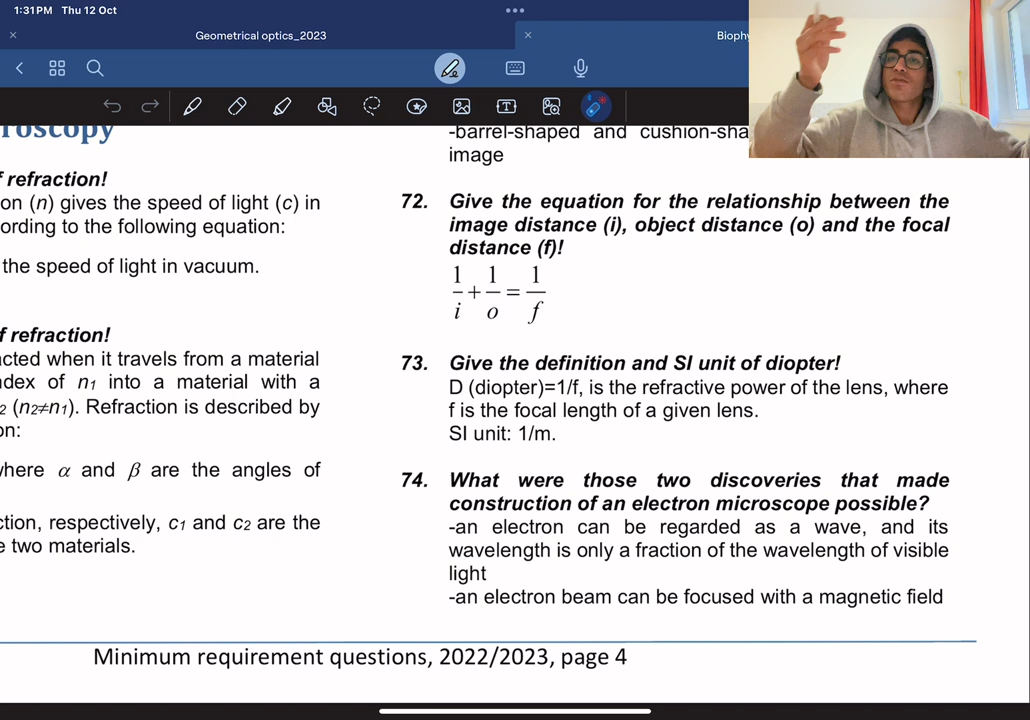 1:31 PM Thu 12 Oct
Geometrical optics_2023
Biophy
roscopy
f refraction!
on (n) gives the speed of light (c) in
ording to the following equation:
the speed of light in vacuum.
of refraction!
acted when it travels from a material
ndex of n₁ into a material with a
₂ (n₂≠n₁). Refraction is described by
on:
where α and β are the angles of
ction, respectively, c₁ and c₂ are the
e two materials.
-barrel-shaped and cushion-sha
image
72. Give the equation for the relationship between the
image distance (i), object distance (o) and the focal
distance (f)!
1/i + 1/o = 1/f
73. Give the definition and SI unit of diopter!
D (diopter)=1/f, is the refractive power of the lens, where
f is the focal length of a given lens.
SI unit: 1/m.
74. What were those two discoveries that made
construction of an electron microscope possible?
-an electron can be regarded as a wave, and its
wavelength is only a fraction of the wavelength of visible
light
-an electron beam can be focused with a magnetic field
Minimum requirement questions, 2022/2023, page 4